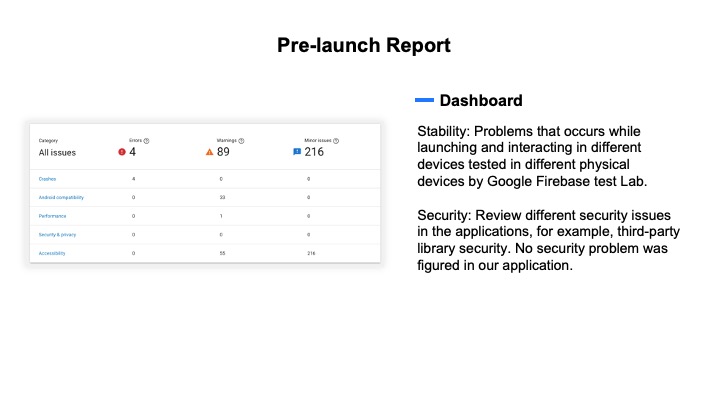 Pre-launch Report
Category Errors Warnings Minor issues
All issues 4 89 216
Crashes 4 0 0
Android compatibility 0 33 0
Performance 0 1 0
Security & privacy 0 0 0
Accessibility 0 55 216
Dashboard
Stability: Problems that occurs while
launching and interacting in different
devices tested in different physical
devices by Google Firebase test Lab.
Security: Review different security issues
in the applications, for example, third-party
library security. No security problem was
figured in our application.